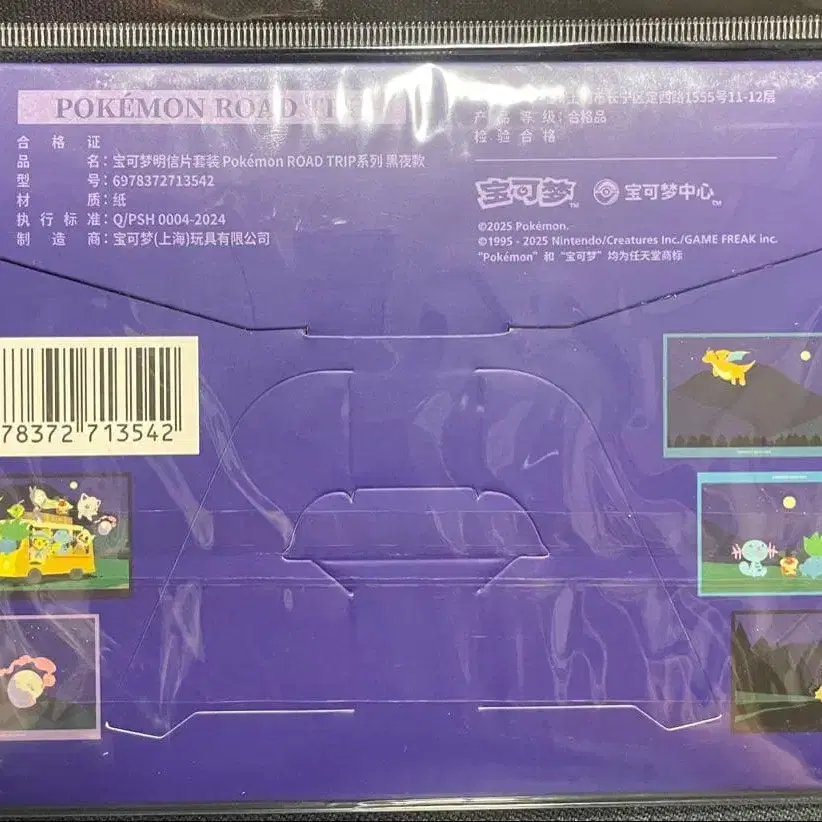 POKÉMON ROAD
合格证
品名：宝可梦明信片套装 Pokémon ROAD TRIP系列 黑夜款
型号：6978372713542
材质：纸
执行标准：Q/PSH 0004-2024
制造商：宝可梦(上海)玩具有限公司
市长宁区定西路1555号11-12层
产品等级：合格品
检验合格
宝可梦™ 宝可梦中心™
©2025 Pokémon.
©1995 - 2025 Nintendo/Creatures Inc./GAME FREAK inc.
"Pokémon" 和 "宝可梦" 均为任天堂商标
78372 713542